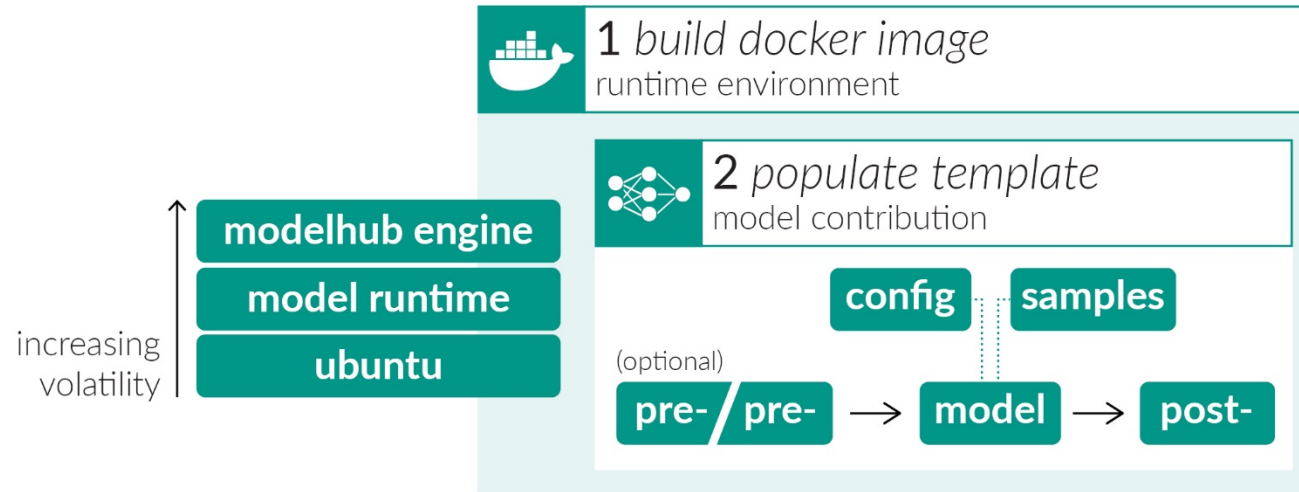 1 build docker image
runtime environment
2 populate template
model contribution
modelhub engine
model runtime
ubuntu
increasing
volatility
config
samples
(optional)
pre-/pre-
model
post-